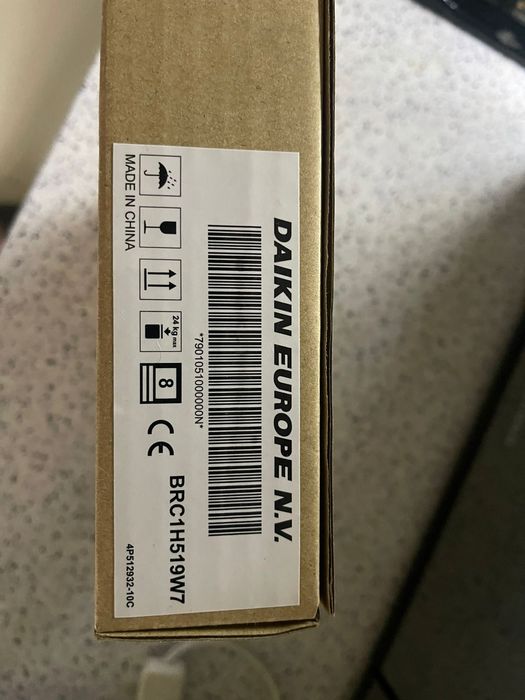 DAIKIN EUROPE N.V.
*7901051000000N*
BRC1H519W7
24 kg max
8
CE
MADE IN CHINA
4P512932-10C